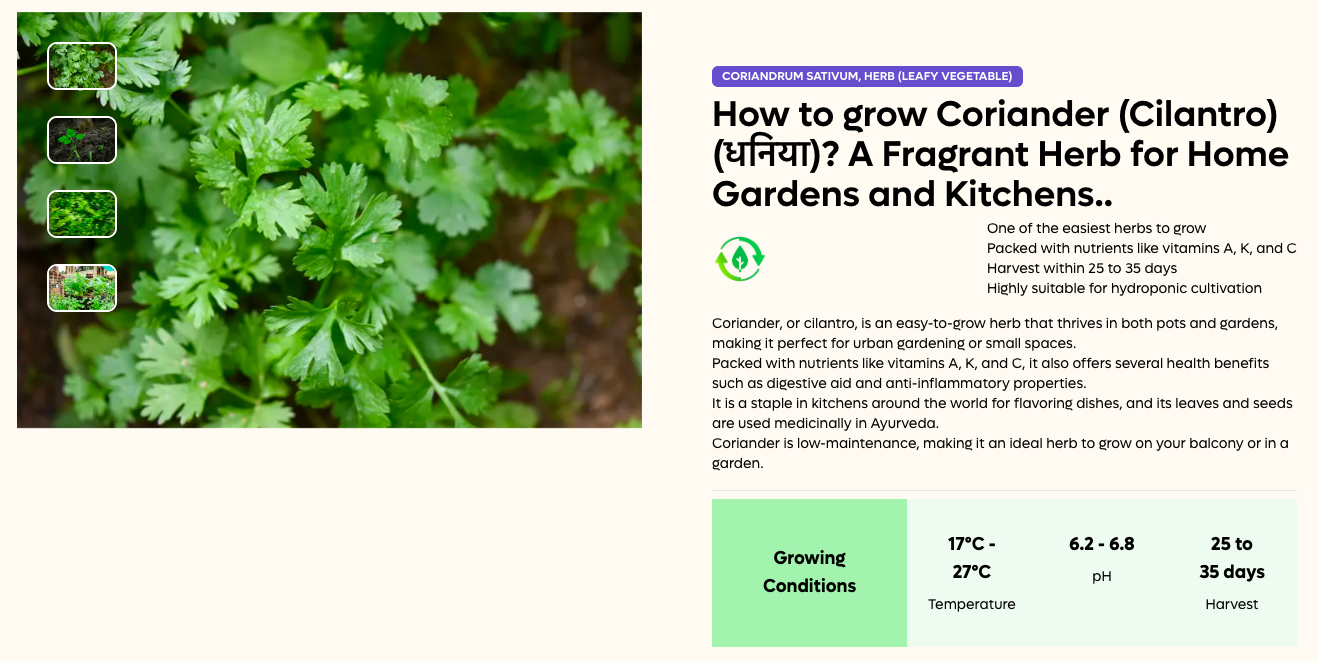 CORIANDRUM SATIVUM, HERB (LEAFY VEGETABLE)
How to grow Coriander (Cilantro)
(धनिया)? A Fragrant Herb for Home
Gardens and Kitchens..
One of the easiest herbs to grow
Packed with nutrients like vitamins A, K, and C
Harvest within 25 to 35 days
Highly suitable for hydroponic cultivation
Coriander, or cilantro, is an easy-to-grow herb that thrives in both pots and gardens,
making it perfect for urban gardening or small spaces.
Packed with nutrients like vitamins A, K, and C, it also offers several health benefits
such as digestive aid and anti-inflammatory properties.
It is a staple in kitchens around the world for flavoring dishes, and its leaves and seeds
are used medicinally in Ayurveda.
Coriander is low-maintenance, making it an ideal herb to grow on your balcony or in a
garden.
Growing
Conditions
17°C -
27°C
Temperature
6.2 - 6.8
pH
25 to
35 days
Harvest